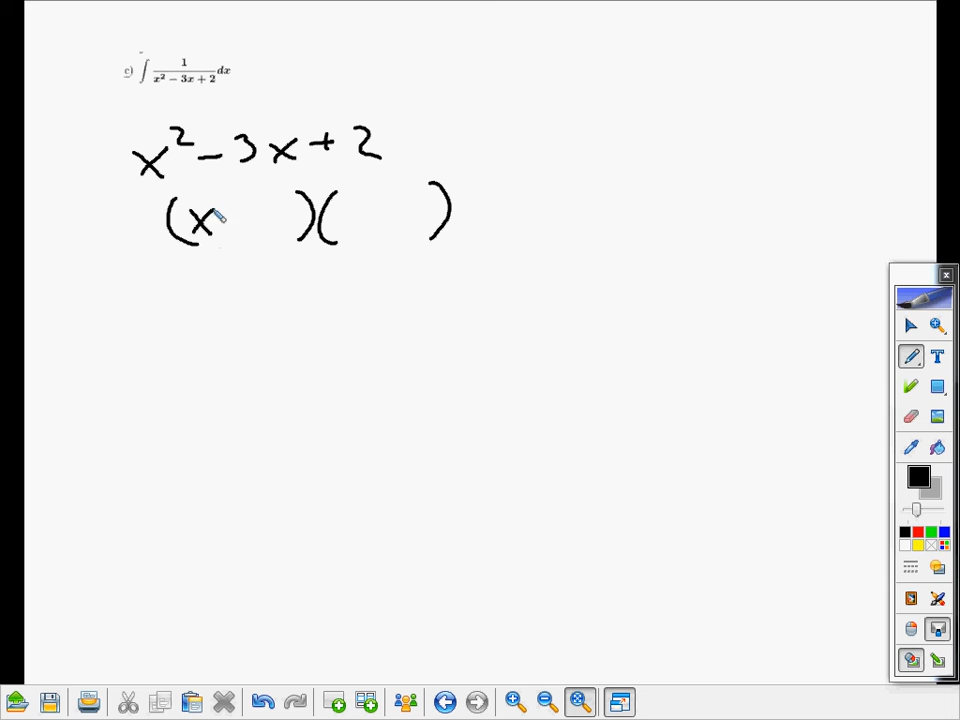 c) ∫ 1/(x² − 3x + 2) dx
x² − 3x + 2
(x )( )
x
T